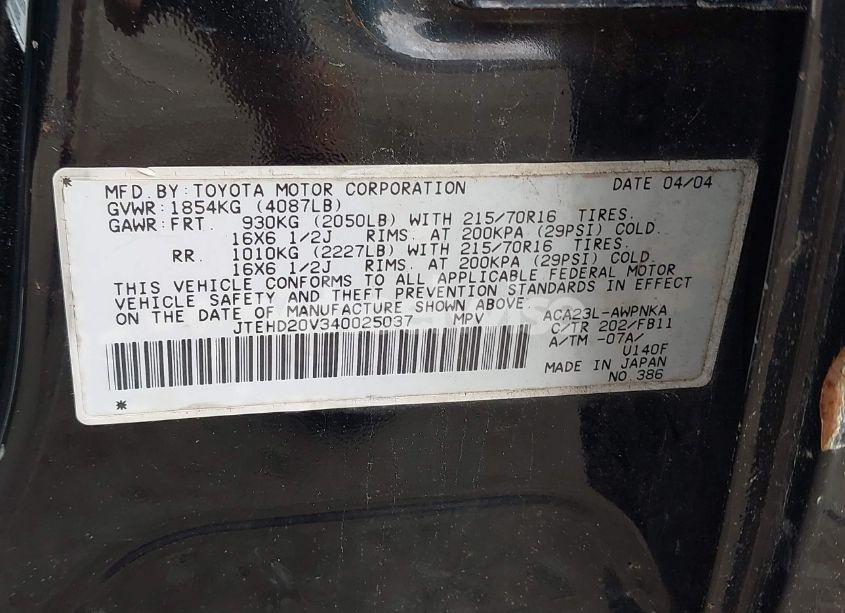 MFD. BY: TOYOTA MOTOR CORPORATION DATE 04/04
GVWR: 1854KG (4087LB)
GAWR: FRT. 930KG (2050LB) WITH 215/70R16 TIRES.
16X6 1/2J RIMS. AT 200KPA (29PSI) COLD.
RR. 1010KG (2227LB) WITH 215/70R16 TIRES.
16X6 1/2J RIMS. AT 200KPA (29PSI) COLD.
THIS VEHICLE CONFORMS TO ALL APPLICABLE FEDERAL MOTOR
VEHICLE SAFETY AND THEFT PREVENTION STANDARDS IN EFFECT
ON THE DATE OF MANUFACTURE SHOWN ABOVE.
JTEHD20V340025037 MPV
ACA23L-AWPNKA
C/TR 202/FB11
A/TM -07A/
U140F
MADE IN JAPAN
NO.386